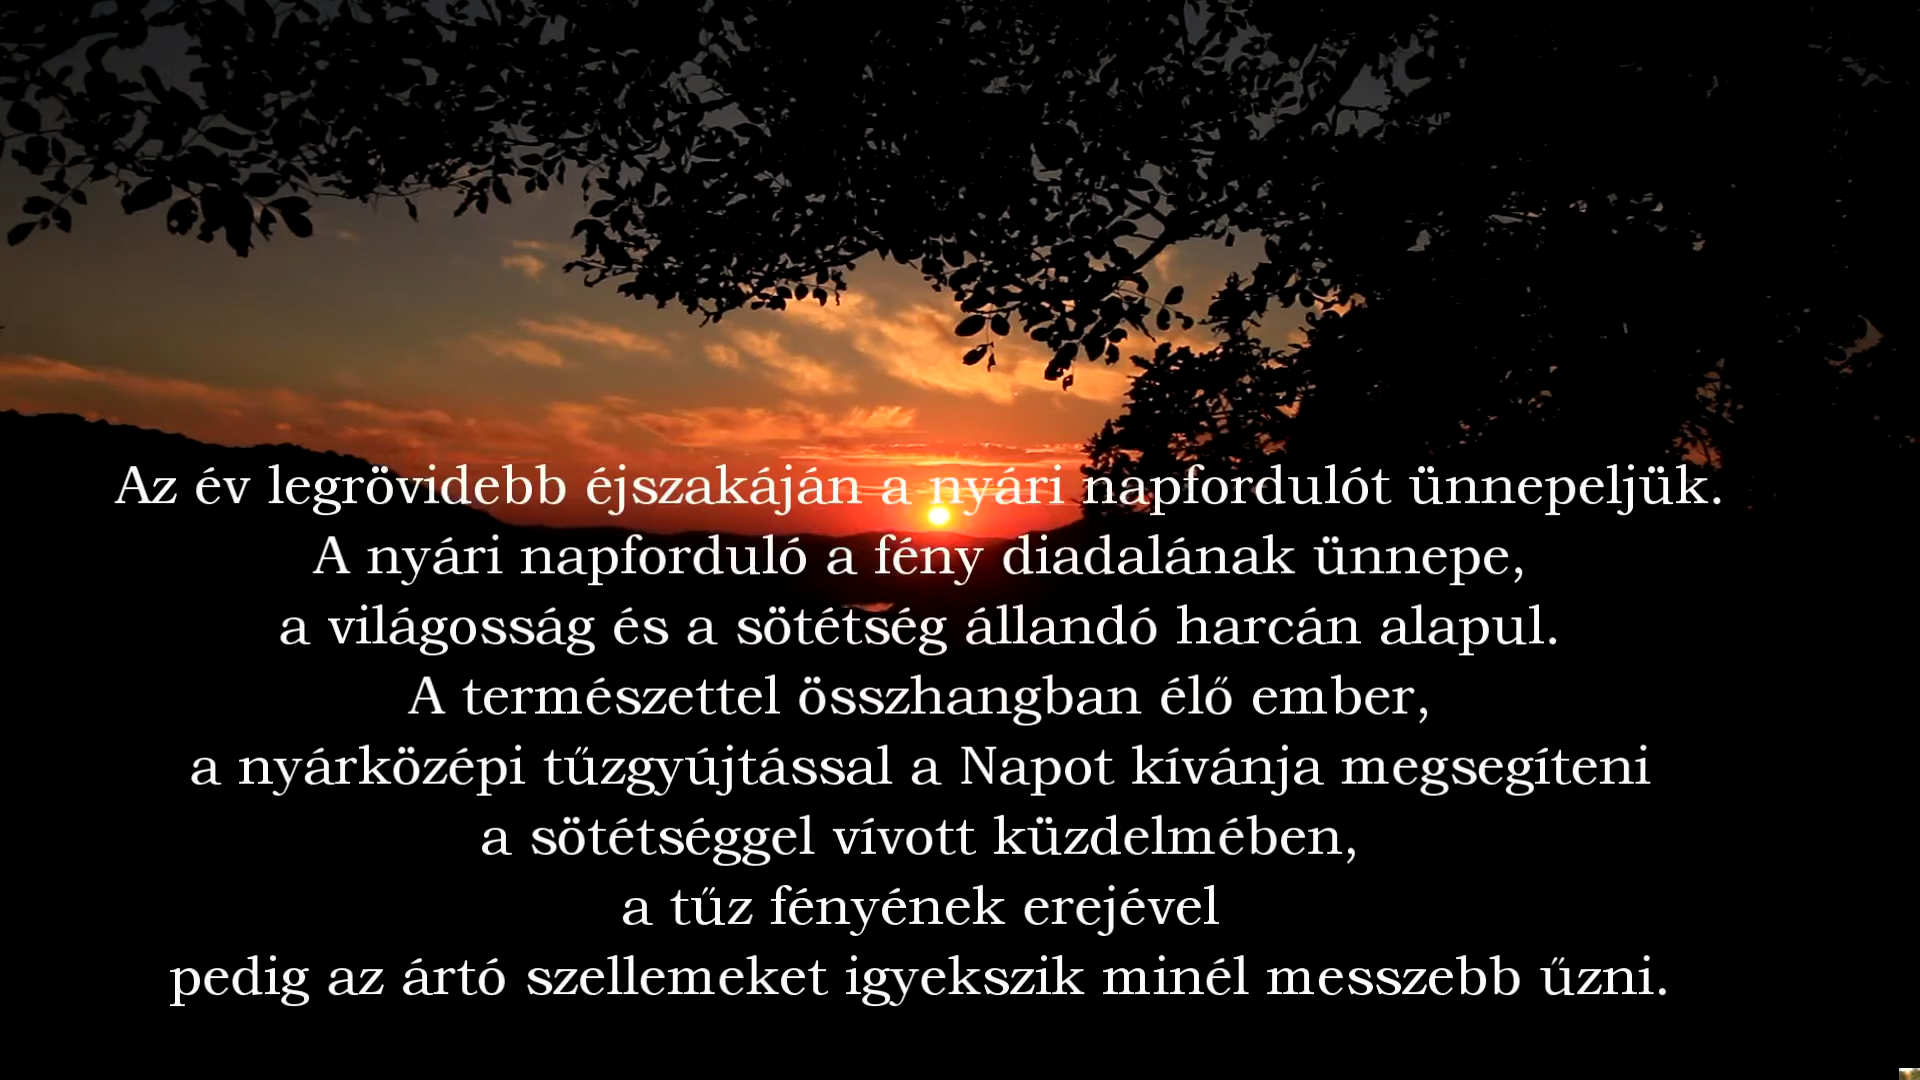 Az év legrövidebb éjszakáján a nyári napfordulót ünnepeljük.
A nyári napforduló a fény diadalának ünnepe,
a világosság és a sötétség állandó harcán alapul.
A természettel összhangban élő ember,
a nyárközépi tűzgyújtással a Napot kívánja megsegíteni
a sötétséggel vívott küzdelmében,
a tűz fényének erejével
pedig az ártó szellemeket igyekszik minél messzebb űzni.